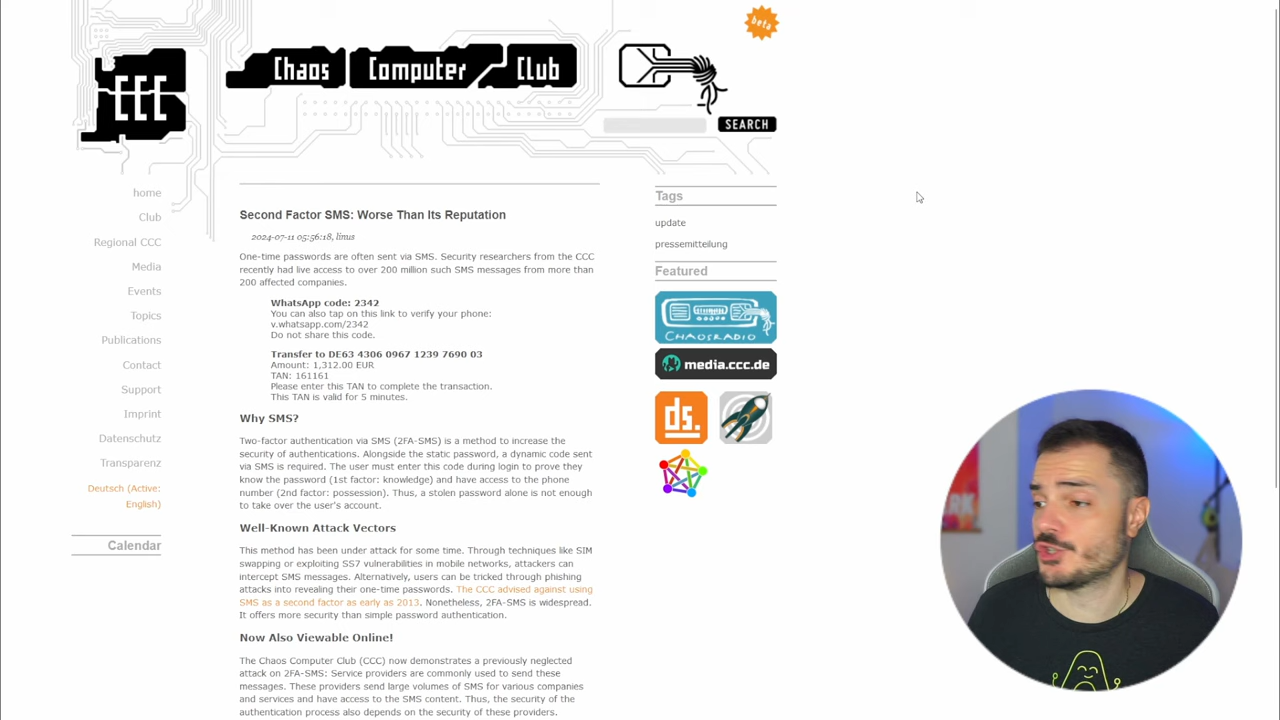 beta
CCC
Chaos Computer Club
SEARCH
home
Club
Regional CCC
Media
Events
Topics
Publications
Contact
Support
Imprint
Datenschutz
Transparenz
Deutsch (Active:
English)
Calendar
Second Factor SMS: Worse Than Its Reputation
2024-07-11 05:56:18, linus
One-time passwords are often sent via SMS. Security researchers from the CCC
recently had live access to over 200 million such SMS messages from more than
200 affected companies.
WhatsApp code: 2342
You can also tap on this link to verify your phone:
v.whatsapp.com/2342
Do not share this code.
Transfer to DE63 4306 0967 1239 7690 03
Amount: 1,312.00 EUR
TAN: 161161
Please enter this TAN to complete the transaction.
This TAN is valid for 5 minutes.
Why SMS?
Two-factor authentication via SMS (2FA-SMS) is a method to increase the
security of authentications. Alongside the static password, a dynamic code sent
via SMS is required. The user must enter this code during login to prove they
know the password (1st factor: knowledge) and have access to the phone
number (2nd factor: possession). Thus, a stolen password alone is not enough
to take over the user's account.
Well-Known Attack Vectors
This method has been under attack for some time. Through techniques like SIM
swapping or exploiting SS7 vulnerabilities in mobile networks, attackers can
intercept SMS messages. Alternatively, users can be tricked through phishing
attacks into revealing their one-time passwords. The CCC advised against using
SMS as a second factor as early as 2013. Nonetheless, 2FA-SMS is widespread.
It offers more security than simple password authentication.
Now Also Viewable Online!
The Chaos Computer Club (CCC) now demonstrates a previously neglected
attack on 2FA-SMS: Service providers are commonly used to send these
messages. These providers send large volumes of SMS for various companies
and services and have access to the SMS content. Thus, the security of the
authentication process also depends on the security of these providers.
Tags
update
pressemitteilung
Featured
CHAOSRADIO
media.ccc.de
ds.